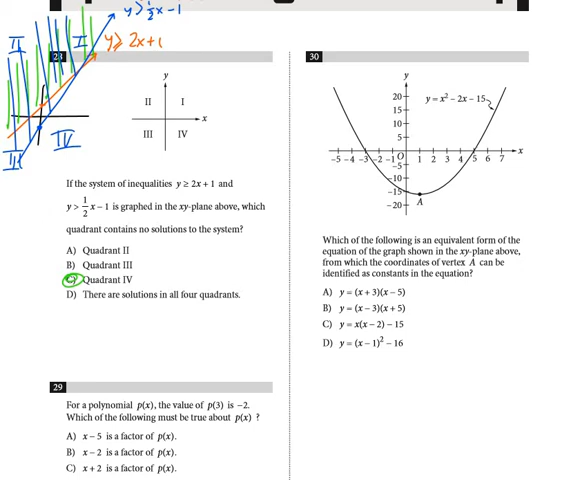 y > 1/2 x - 1
II
I
y ≥ 2x + 1
IV
III
y
II I
x
III IV
If the system of inequalities y ≥ 2x + 1 and
y > 1/2 x − 1 is graphed in the xy-plane above, which
quadrant contains no solutions to the system?
A) Quadrant II
B) Quadrant III
C) Quadrant IV
D) There are solutions in all four quadrants.
29
For a polynomial p(x), the value of p(3) is −2.
Which of the following must be true about p(x) ?
A) x − 5 is a factor of p(x).
B) x − 2 is a factor of p(x).
C) x + 2 is a factor of p(x).
30
y
20
y = x² − 2x − 15
15
10
5
-5 -4 -3 -2 -1 O 1 2 3 4 5 6 7 x
-5
-10
-15
-20
A
Which of the following is an equivalent form of the
equation of the graph shown in the xy-plane above,
from which the coordinates of vertex A can be
identified as constants in the equation?
A) y = (x + 3)(x − 5)
B) y = (x − 3)(x + 5)
C) y = x(x − 2) − 15
D) y = (x − 1)² − 16